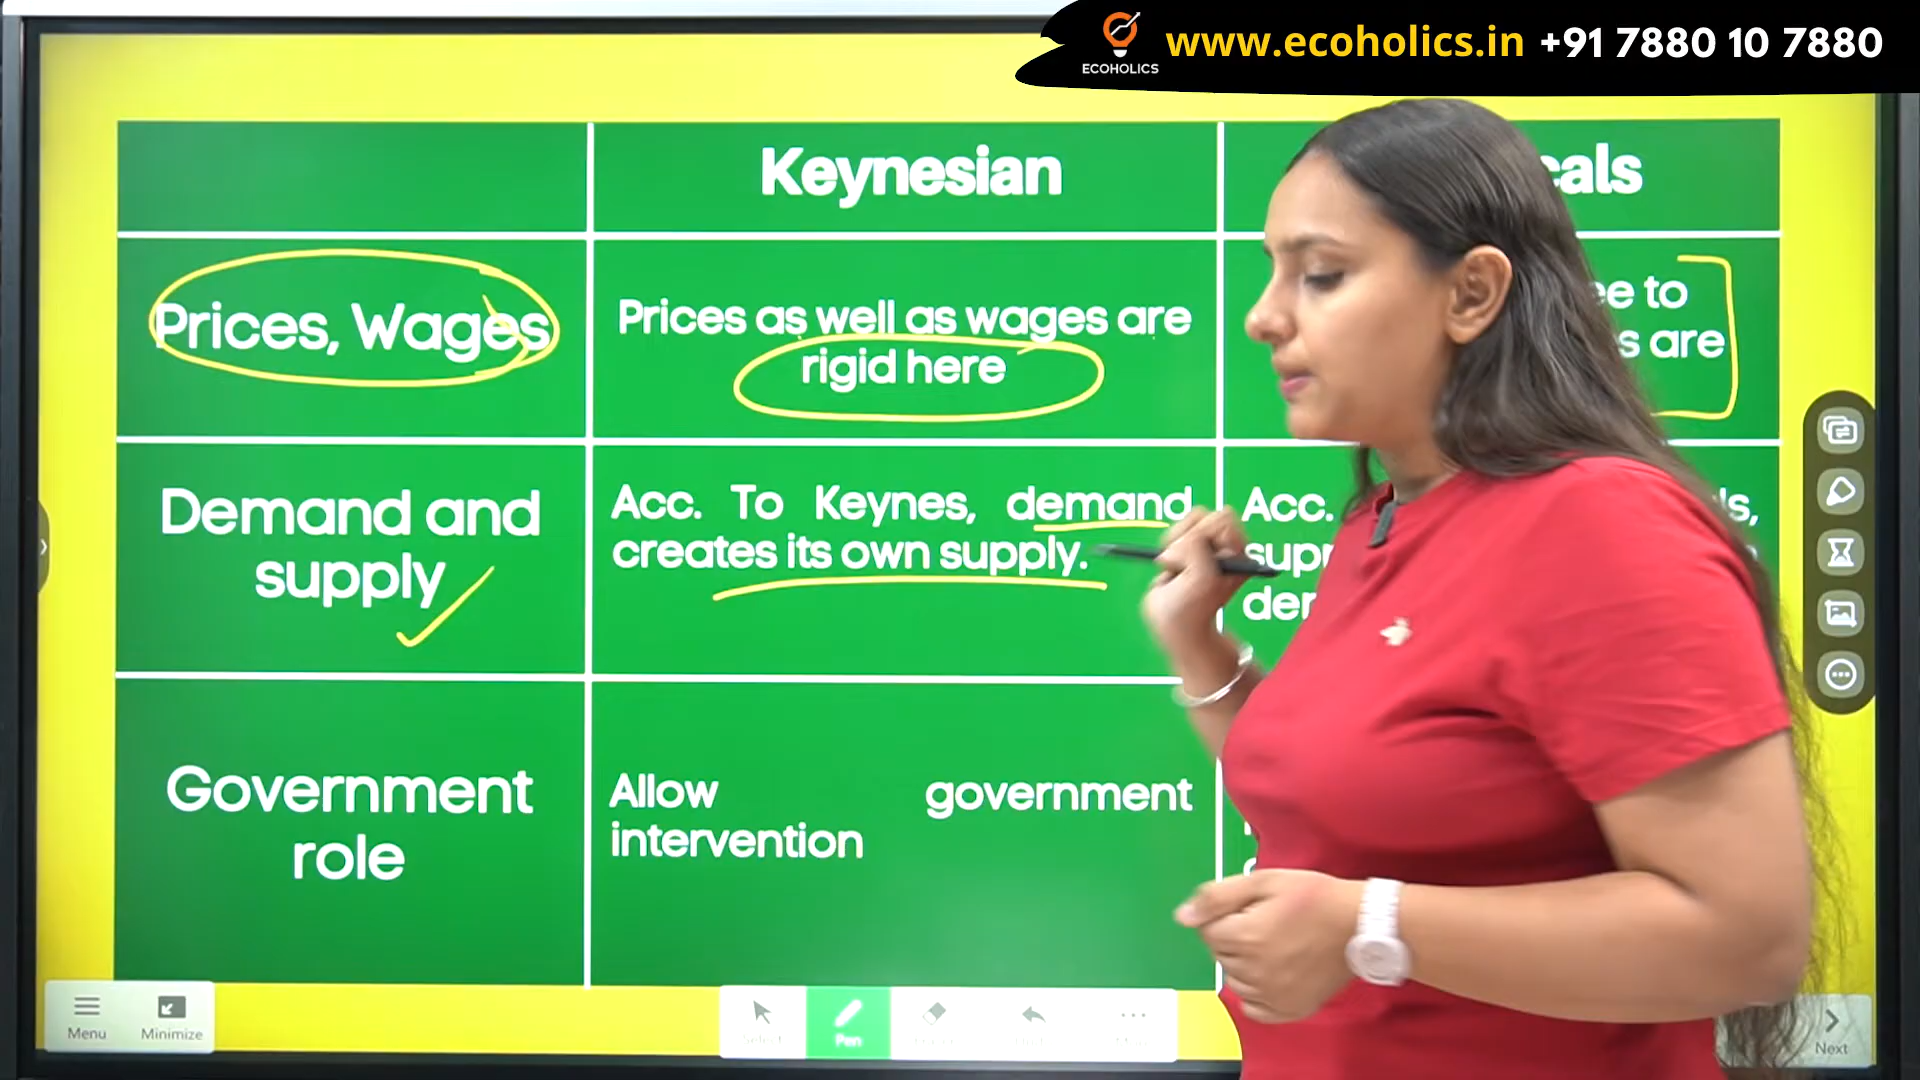 www.ecoholics.in +91 7880 10 7880
ECOHOLICS
Keynesian
Prices, Wages
Prices as well as wages are
rigid here
to
are
Demand and
supply
Acc. To Keynes, demand
creates its own supply.
Acc.
Government
role
Allow government
intervention
Menu
Minimize
Select
Pen
Next